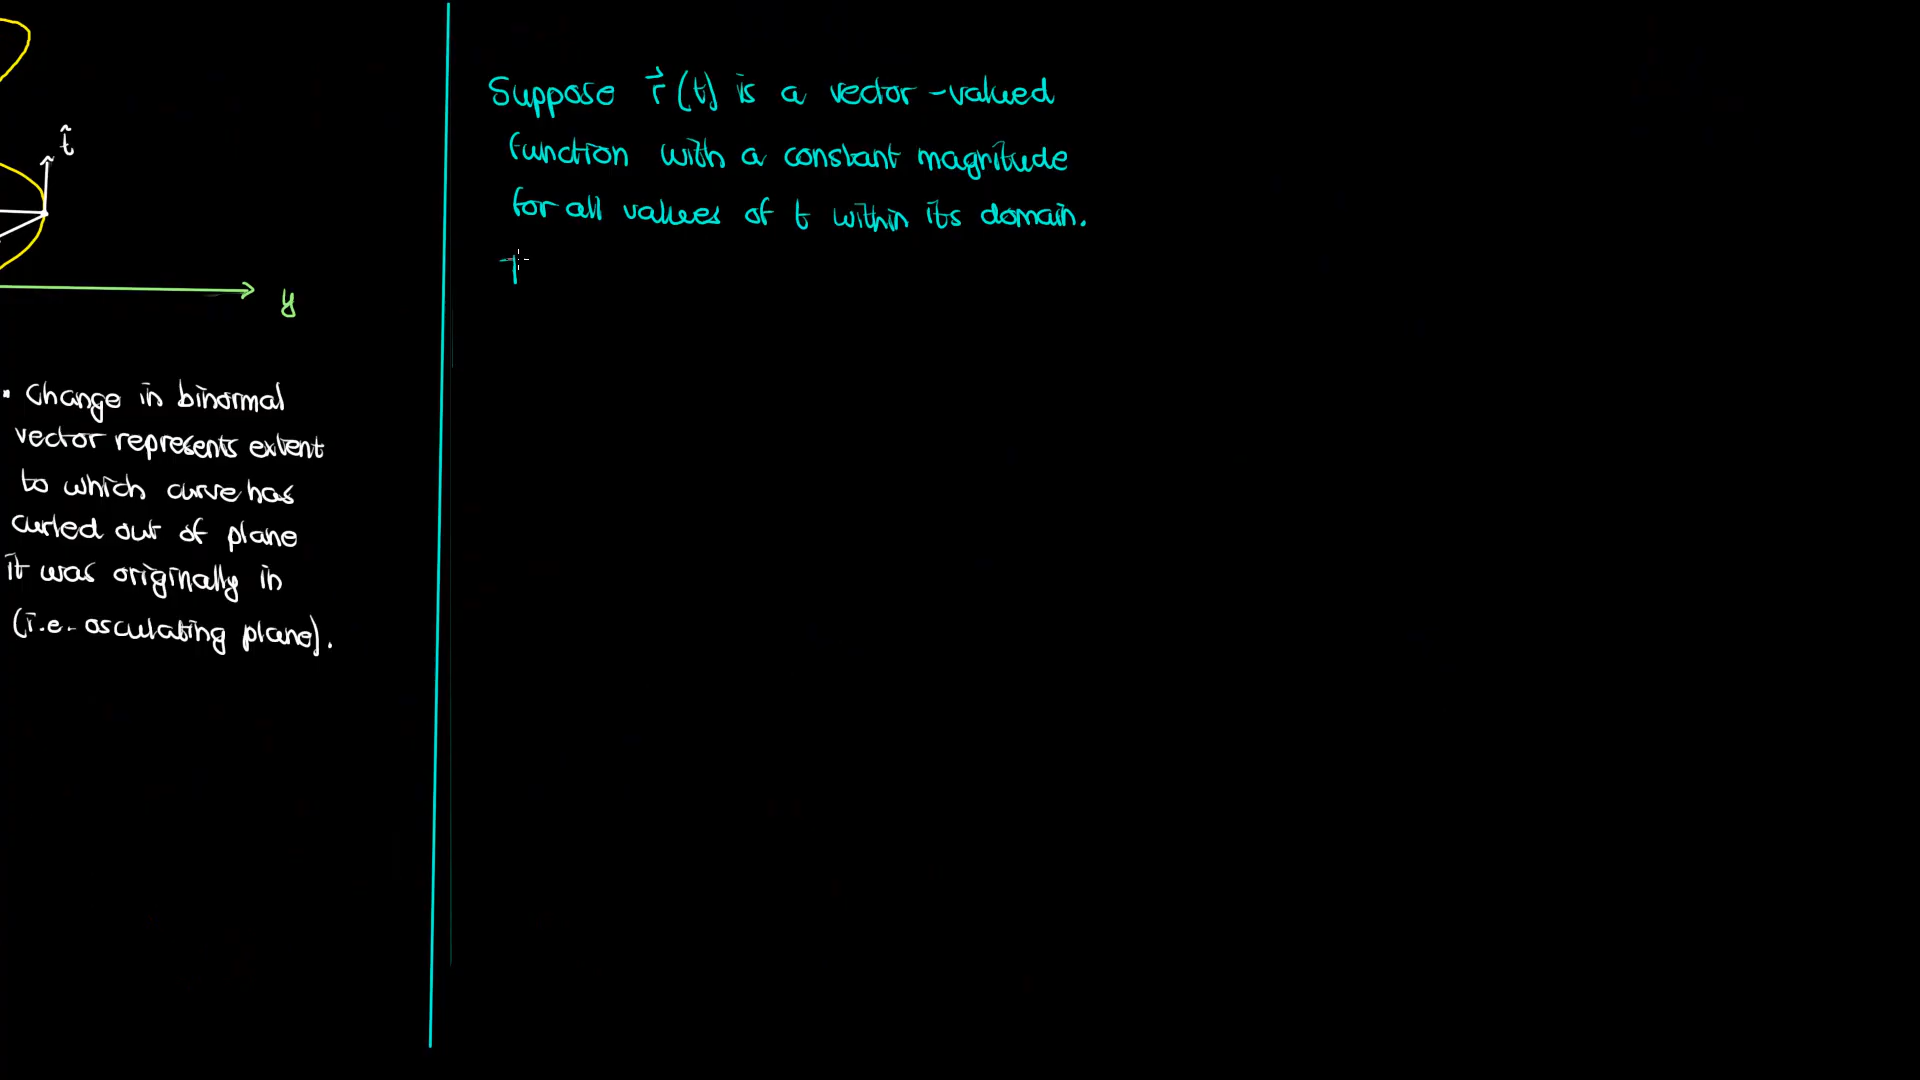 t̂
y
• Change in binormal
vector represents extent
to which curve has
curled out of plane
it was originally in
(i.e. osculating plane).
Suppose r⃗(t) is a vector-valued
function with a constant magnitude
for all values of t within its domain.
T